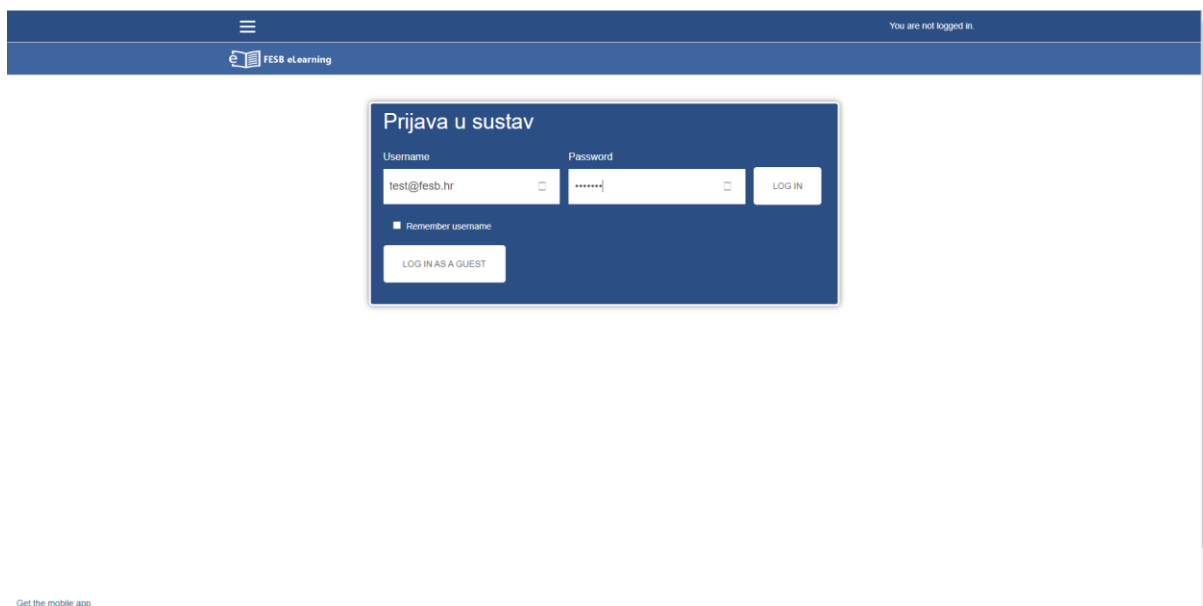 You are not logged in.
e FESB eLearning
Prijava u sustav
Username Password
test@fesb.hr ••••••• LOG IN
Remember username
LOG IN AS A GUEST
Get the mobile app